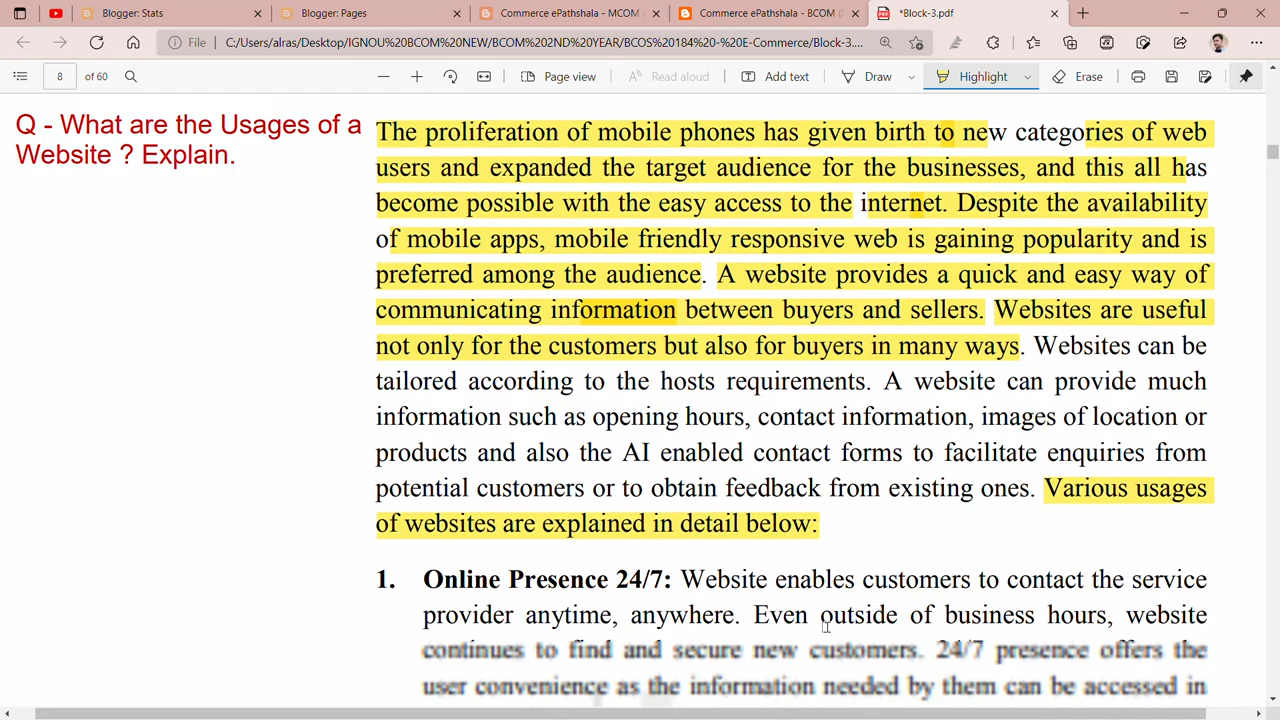 Blogger: Stats
Blogger: Pages
Commerce ePathshala - MCOM
Commerce ePathshala - BCOM (
*Block-3.pdf
File
C:/Users/alras/Desktop/IGNOU%20BCOM%20NEW/BCOM%202ND%20YEAR/BCOS%20184%20-%20E-Commerce/Block-3....
8 of 60
Page view
Read aloud
Add text
Draw
Highlight
Erase
Q - What are the Usages of a
Website ? Explain.
The proliferation of mobile phones has given birth to new categories of web
users and expanded the target audience for the businesses, and this all has
become possible with the easy access to the internet. Despite the availability
of mobile apps, mobile friendly responsive web is gaining popularity and is
preferred among the audience. A website provides a quick and easy way of
communicating information between buyers and sellers. Websites are useful
not only for the customers but also for buyers in many ways. Websites can be
tailored according to the hosts requirements. A website can provide much
information such as opening hours, contact information, images of location or
products and also the AI enabled contact forms to facilitate enquiries from
potential customers or to obtain feedback from existing ones. Various usages
of websites are explained in detail below:
1. Online Presence 24/7: Website enables customers to contact the service
provider anytime, anywhere. Even outside of business hours, website
continues to find and secure new customers. 24/7 presence offers the
user convenience as the information needed by them can be accessed in